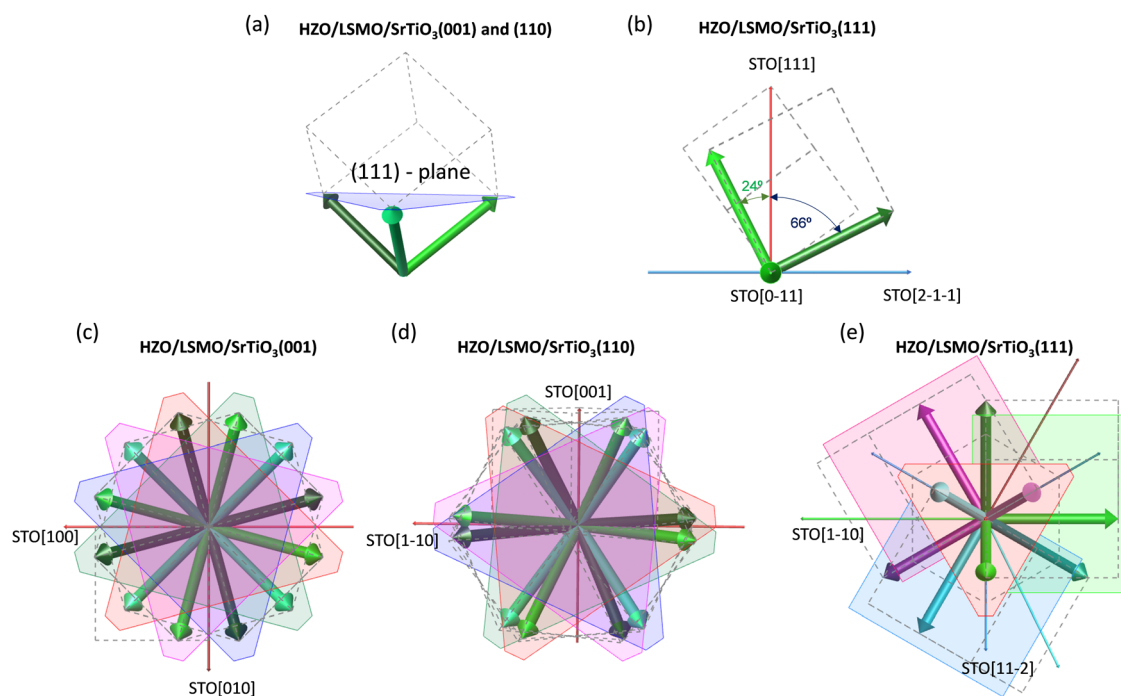 (a)
HZO/LSMO/SrTiO₃(001) and (110)
(111) - plane
(b)
HZO/LSMO/SrTiO₃(111)
STO[111]
24º
66º
STO[0-11]
STO[2-1-1]
(c)
HZO/LSMO/SrTiO₃(001)
STO[100]
STO[010]
(d)
HZO/LSMO/SrTiO₃(110)
STO[001]
STO[1-10]
(e)
HZO/LSMO/SrTiO₃(111)
STO[1-10]
STO[11-2]